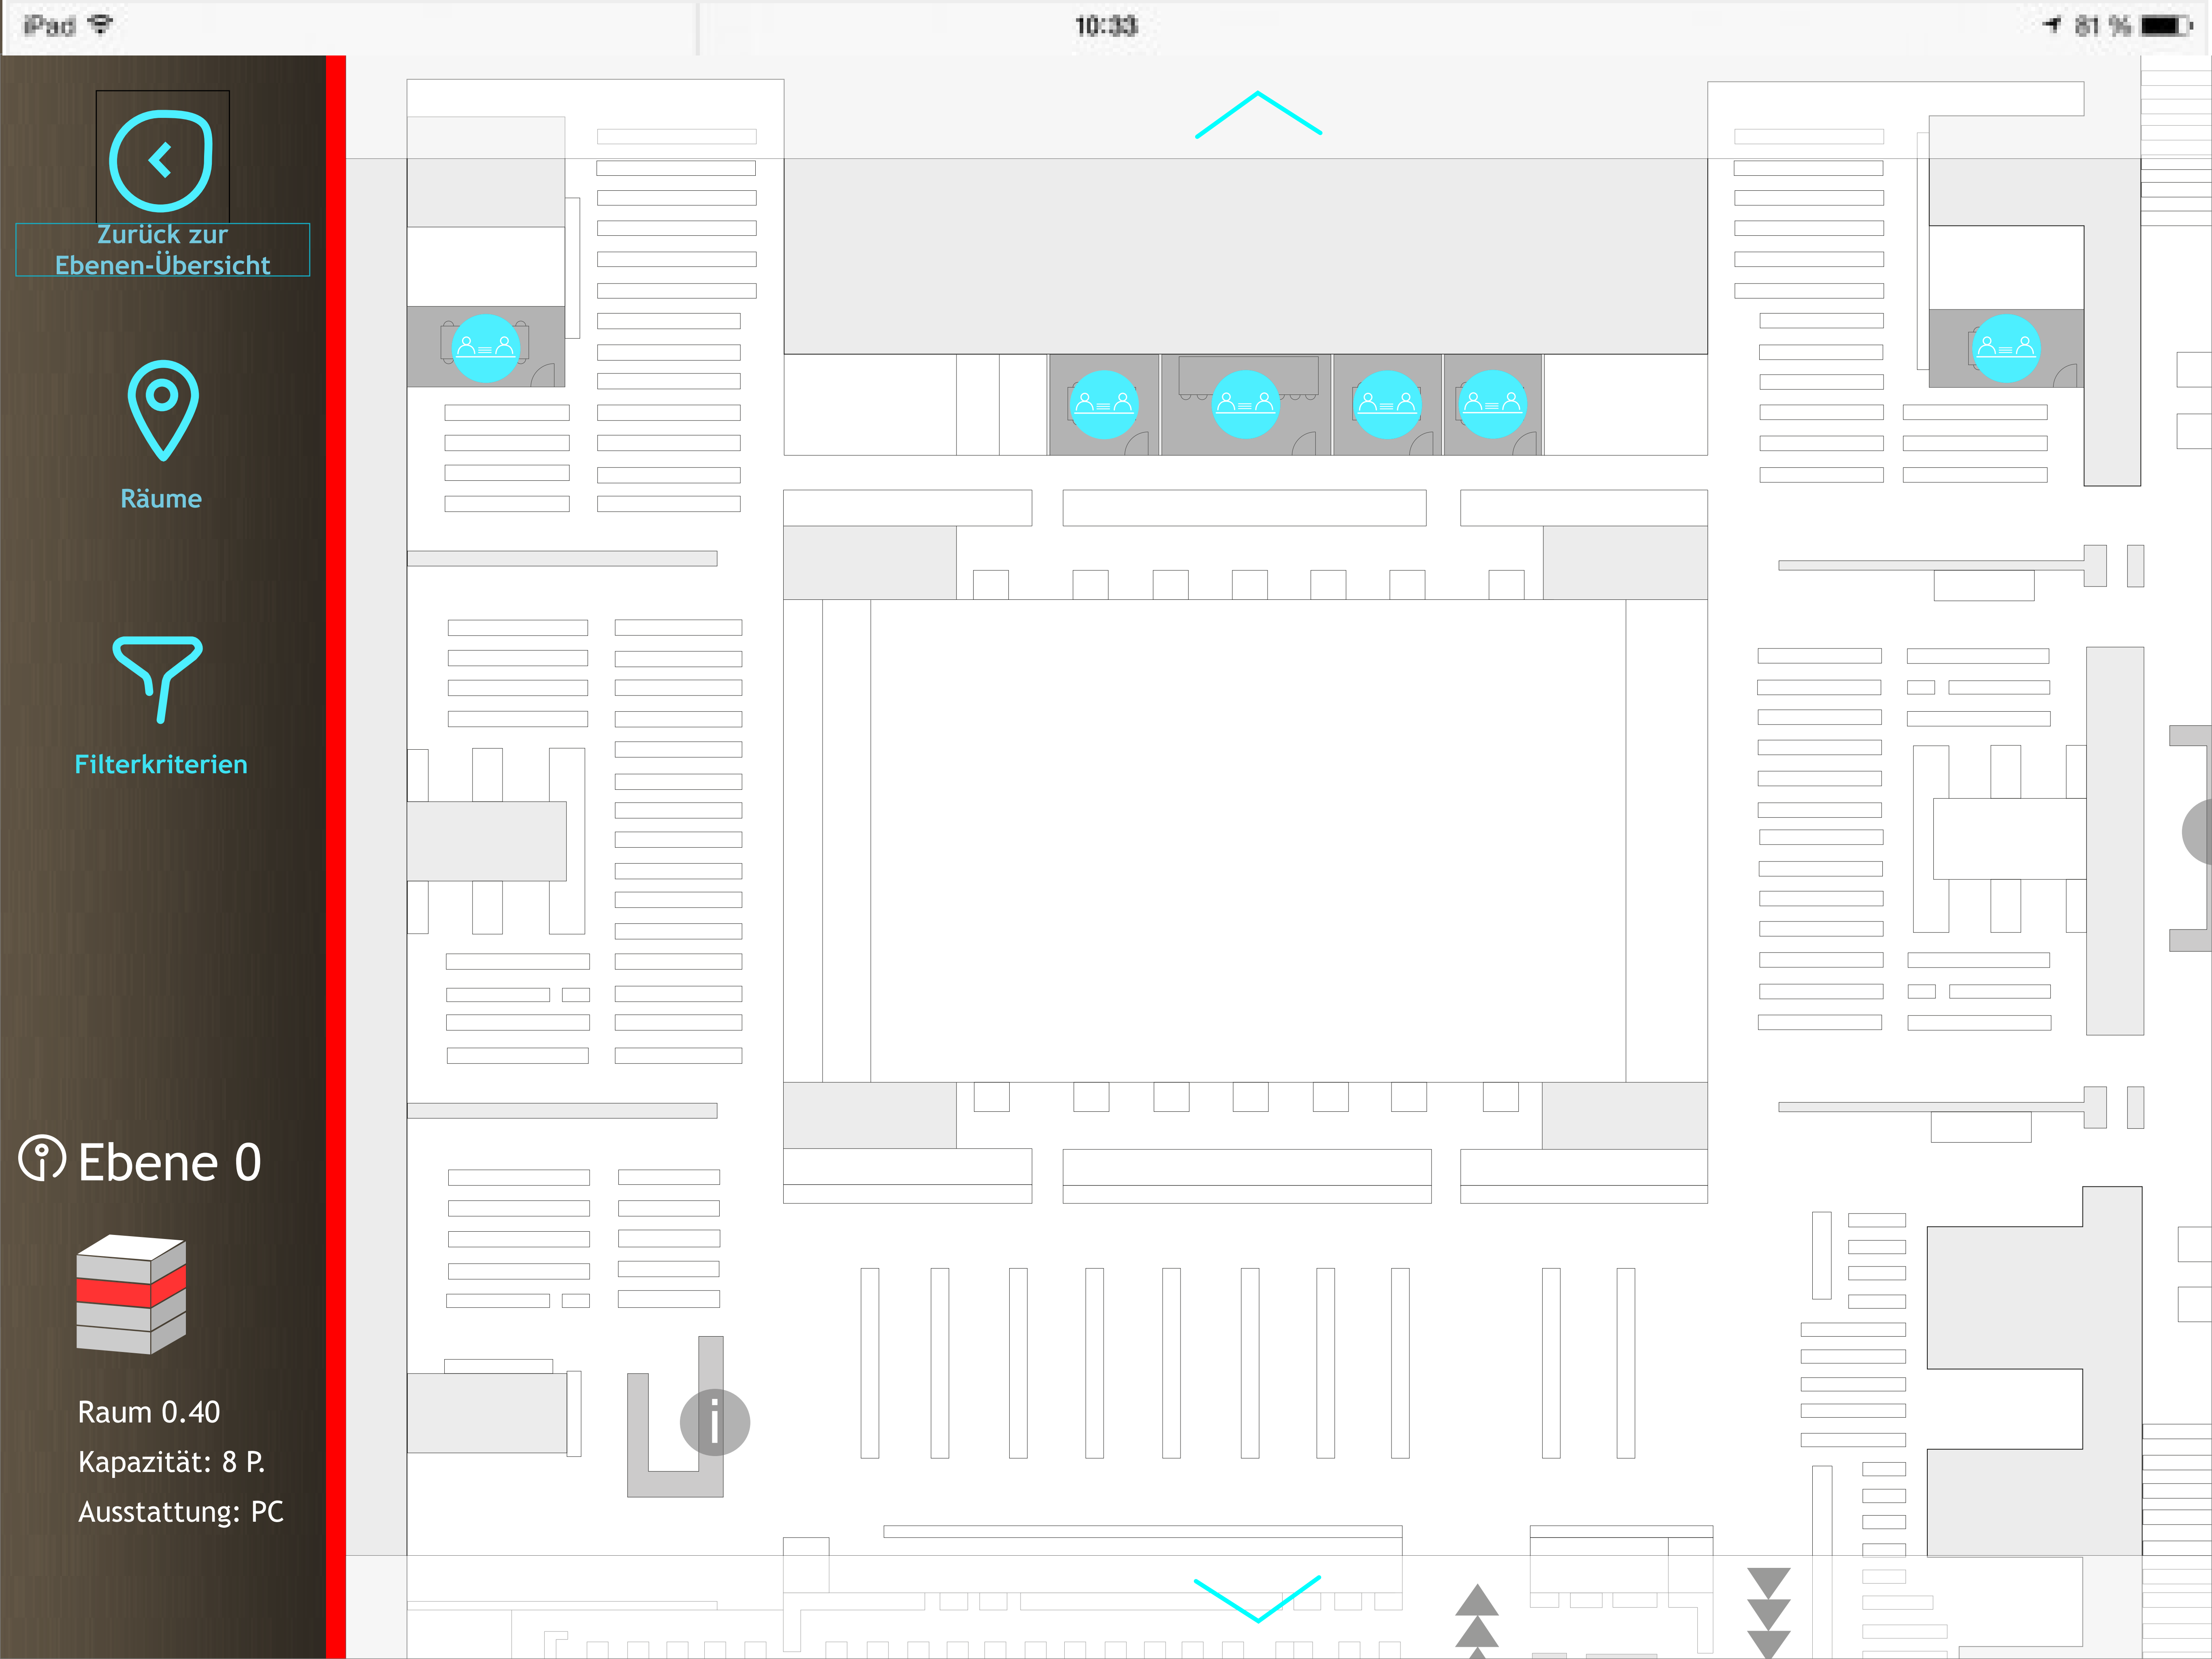 iPad
10:33
81 %
Zurück zur
Ebenen-Übersicht
Räume
Filterkriterien
Ebene 0
Raum 0.40
Kapazität: 8 P.
Ausstattung: PC
i